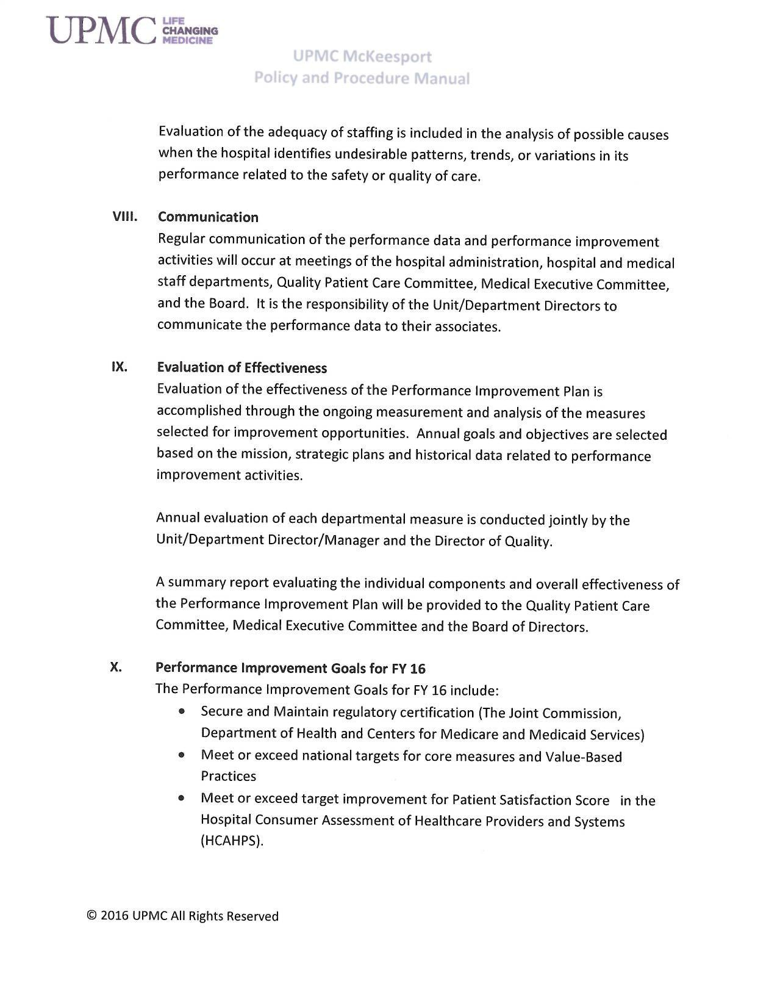 UPMC LIFE
CHANGING
MEDICINE
UPMC McKeesport
Policy and Procedure Manual
Evaluation of the adequacy of staffing is included in the analysis of possible causes
when the hospital identifies undesirable patterns, trends, or variations in its
performance related to the safety or quality of care.
VIII. Communication
Regular communication of the performance data and performance improvement
activities will occur at meetings of the hospital administration, hospital and medical
staff departments, Quality Patient Care Committee, Medical Executive Committee,
and the Board.  It is the responsibility of the Unit/Department Directors to
communicate the performance data to their associates.
IX. Evaluation of Effectiveness
Evaluation of the effectiveness of the Performance Improvement Plan is
accomplished through the ongoing measurement and analysis of the measures
selected for improvement opportunities.  Annual goals and objectives are selected
based on the mission, strategic plans and historical data related to performance
improvement activities.
Annual evaluation of each departmental measure is conducted jointly by the
Unit/Department Director/Manager and the Director of Quality.
A summary report evaluating the individual components and overall effectiveness of
the Performance Improvement Plan will be provided to the Quality Patient Care
Committee, Medical Executive Committee and the Board of Directors.
X. Performance Improvement Goals for FY 16
The Performance Improvement Goals for FY 16 include:
• Secure and Maintain regulatory certification (The Joint Commission,
Department of Health and Centers for Medicare and Medicaid Services)
• Meet or exceed national targets for core measures and Value-Based
Practices
• Meet or exceed target improvement for Patient Satisfaction Score  in the
Hospital Consumer Assessment of Healthcare Providers and Systems
(HCAHPS).
© 2016 UPMC All Rights Reserved